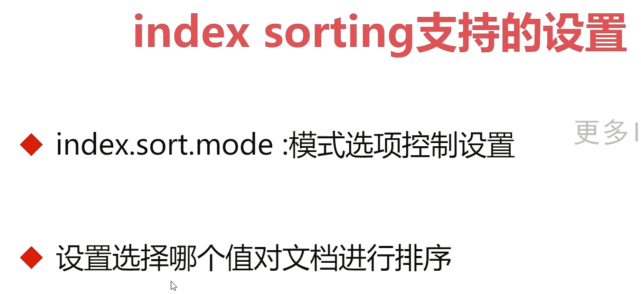 index sorting支持的设置
index.sort.mode :模式选项控制设置
更多
设置选择哪个值对文档进行排序